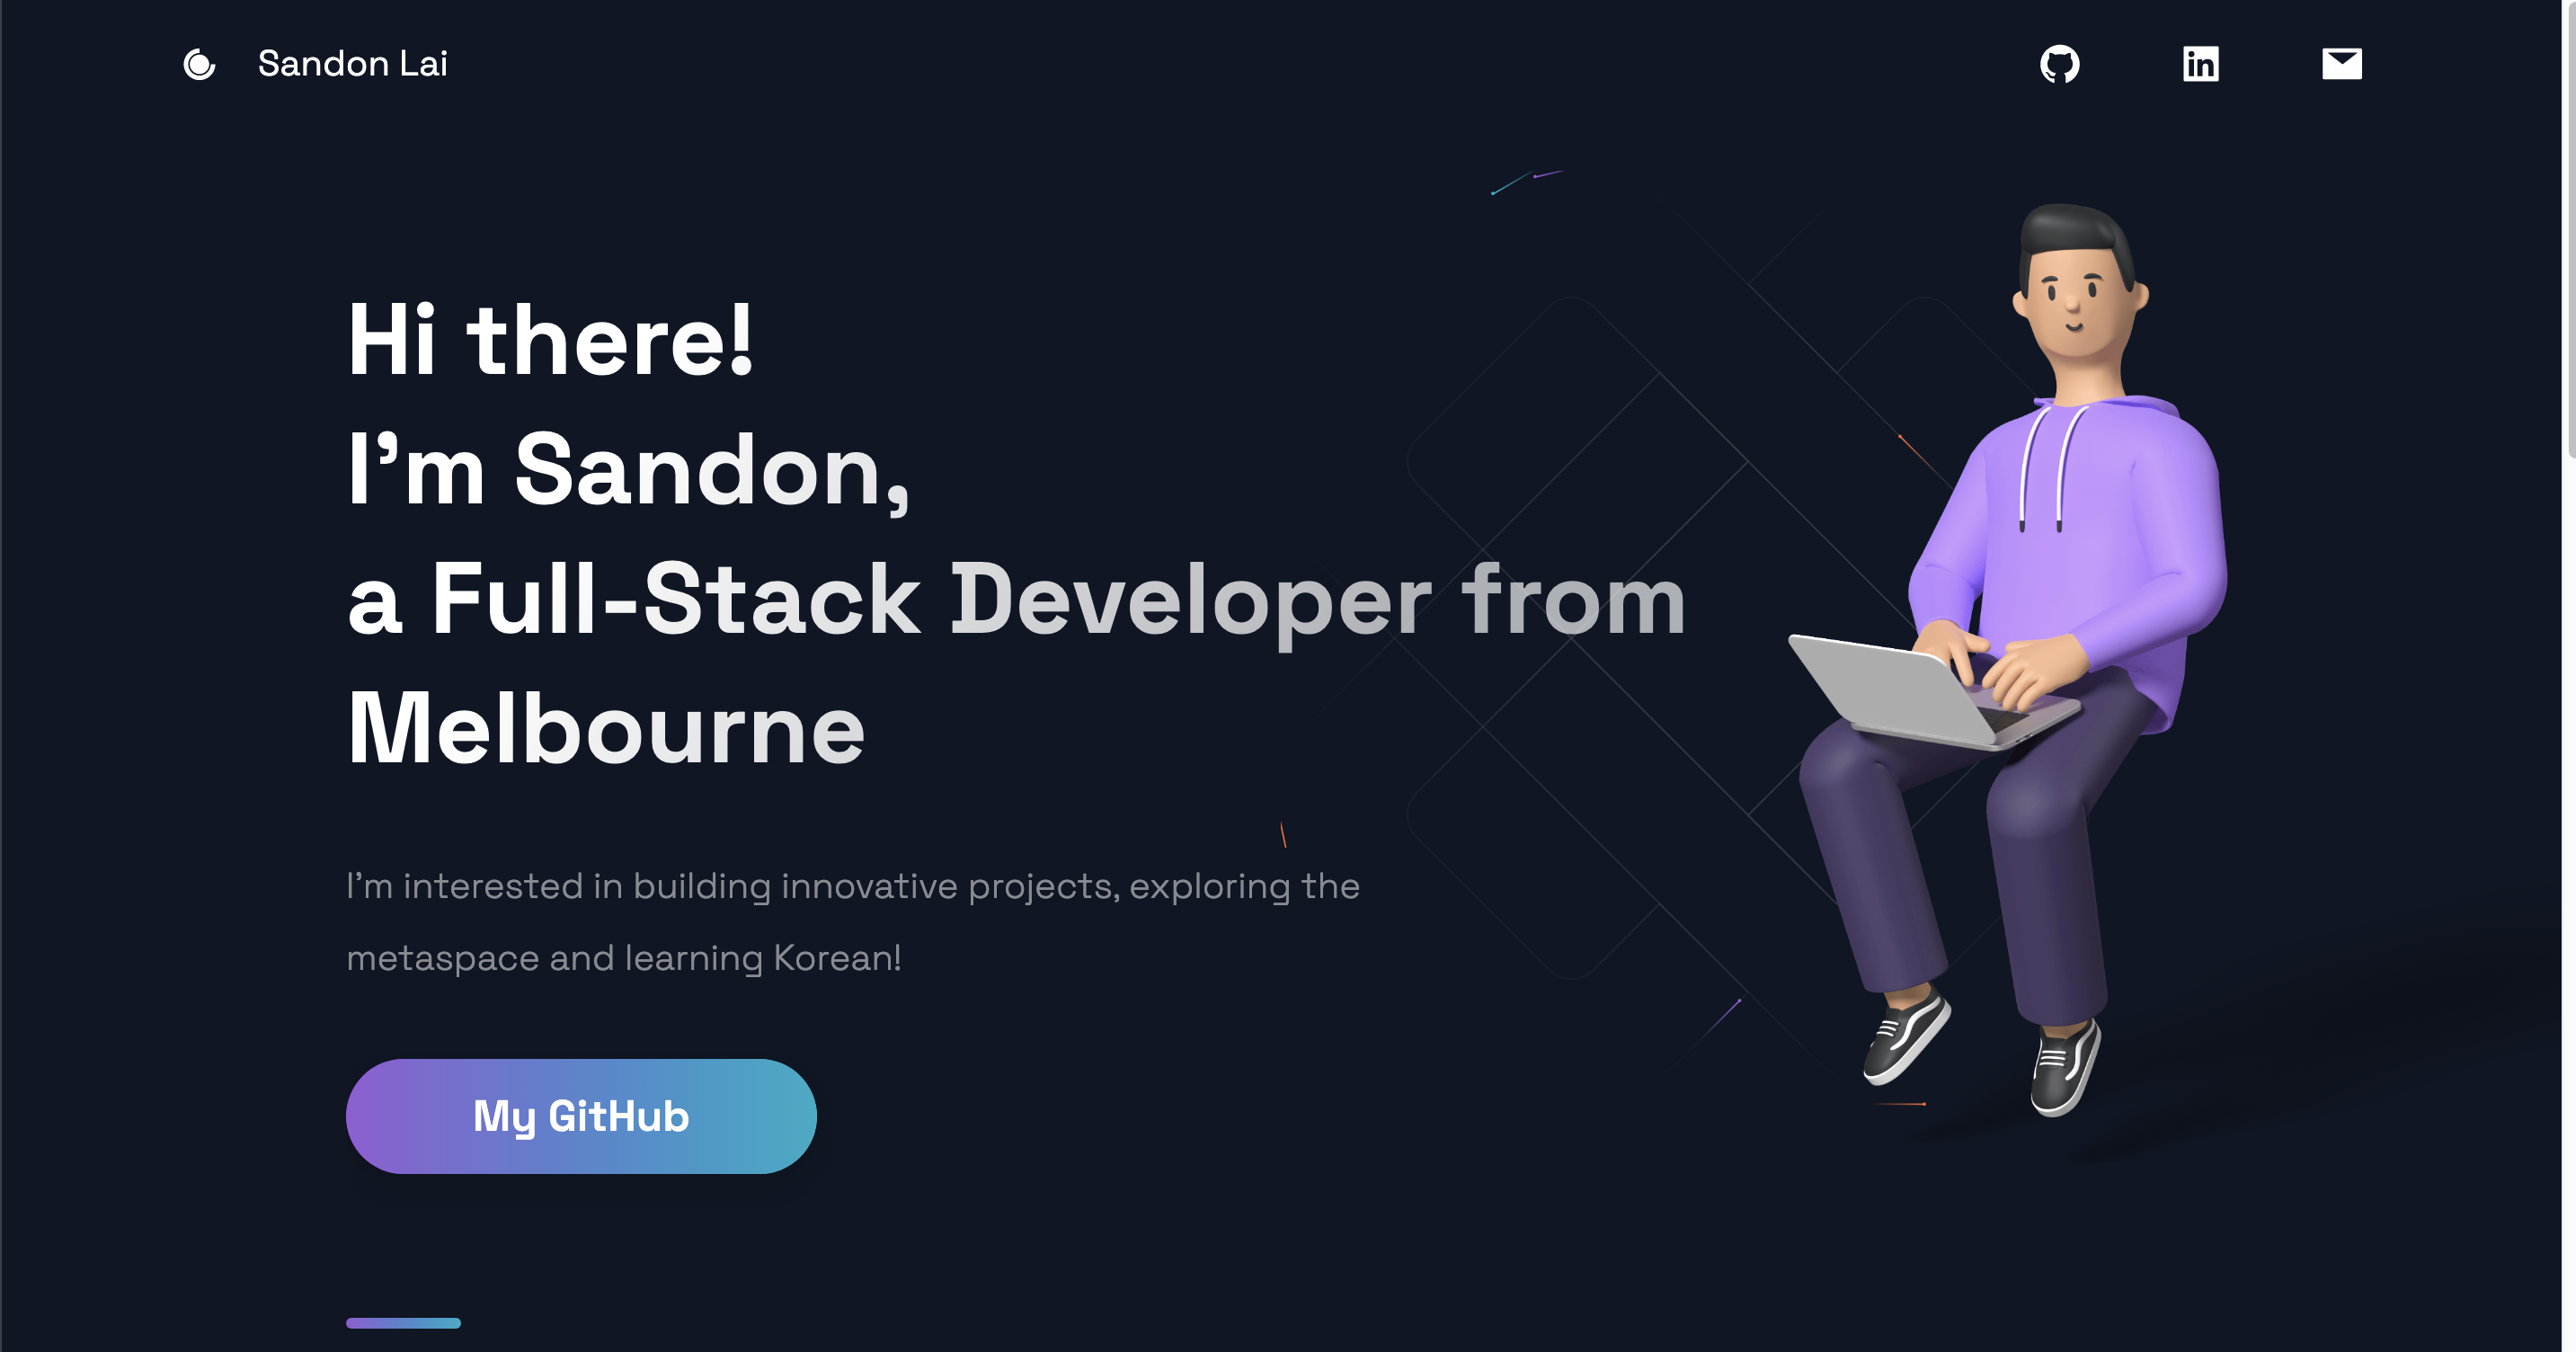 Sandon Lai
Hi there!
I’m Sandon,
a Full-Stack Developer from
Melbourne
I’m interested in building innovative projects, exploring the
metaspace and learning Korean!
My GitHub